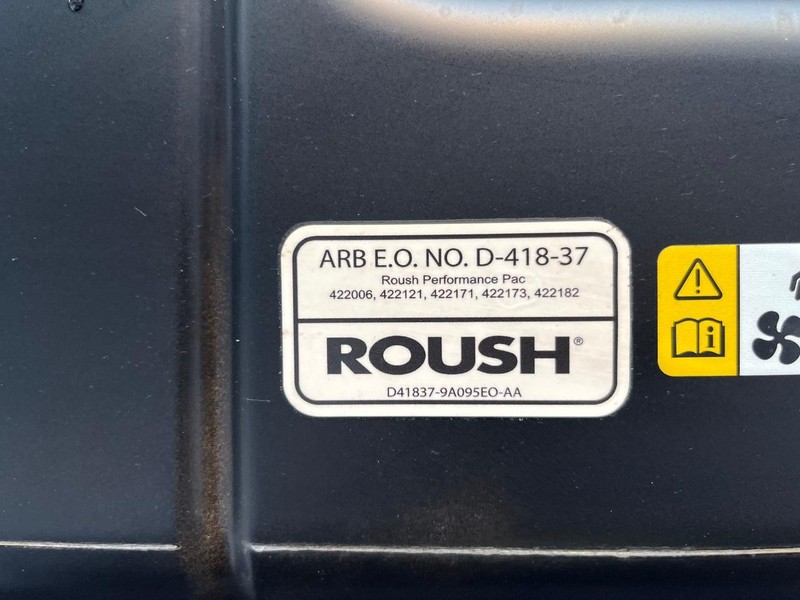 ARB E.O. NO. D-418-37
Roush Performance Pac
422006, 422121, 422171, 422173, 422182
ROUSH®
D41837-9A095EO-AA